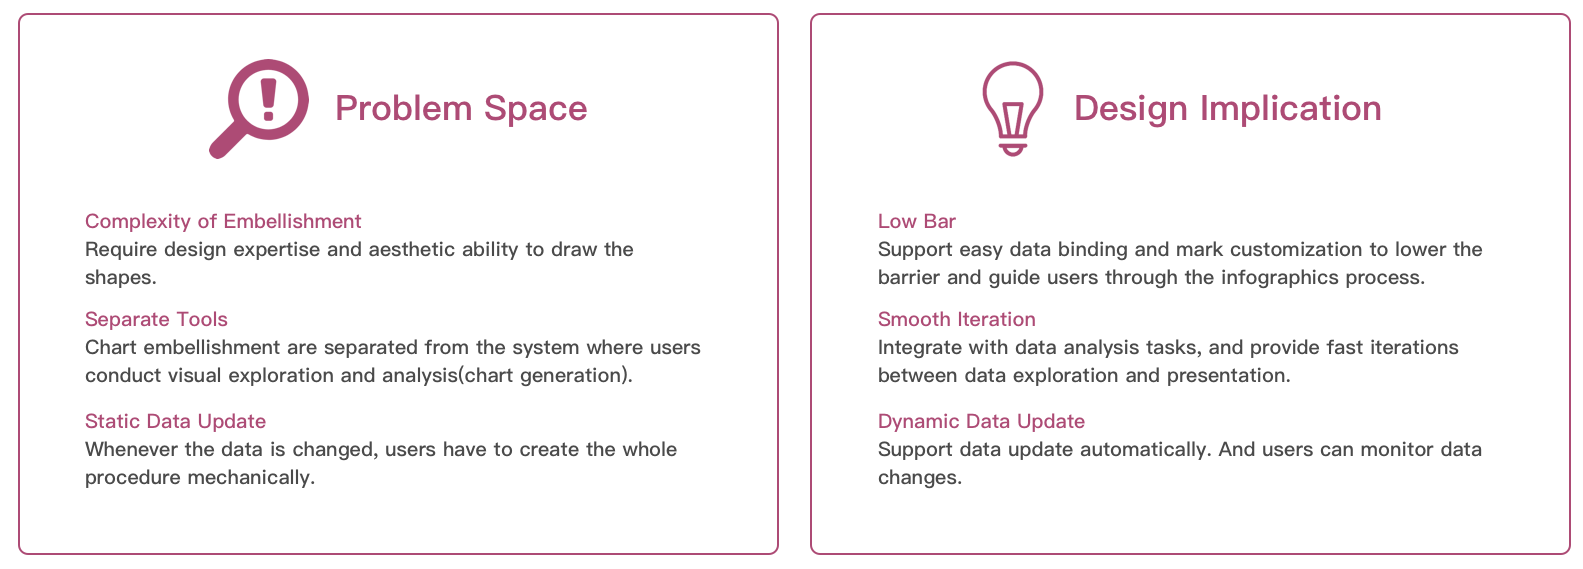 Problem Space
Complexity of Embellishment
Require design expertise and aesthetic ability to draw the
shapes.
Separate Tools
Chart embellishment are separated from the system where users
conduct visual exploration and analysis(chart generation).
Static Data Update
Whenever the data is changed, users have to create the whole
procedure mechanically.
Design Implication
Low Bar
Support easy data binding and mark customization to lower the
barrier and guide users through the infographics process.
Smooth Iteration
Integrate with data analysis tasks, and provide fast iterations
between data exploration and presentation.
Dynamic Data Update
Support data update automatically. And users can monitor data
changes.